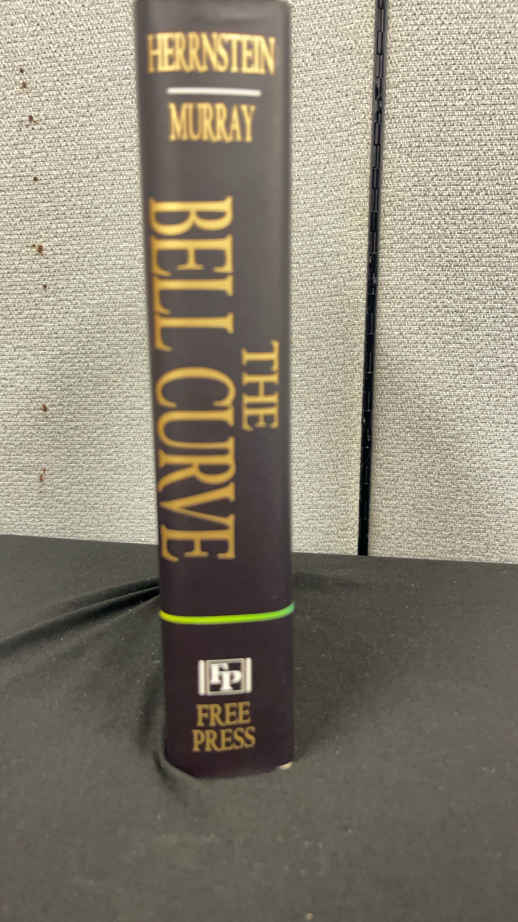 HERRNSTEIN
MURRAY
THE
BELL CURVE
FP
FREE
PRESS